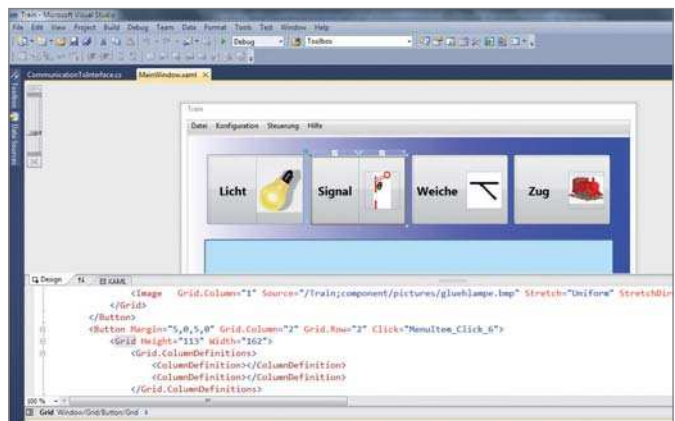 Train - Microsoft Visual Studio
File Edit View Project Build Debug Team Data Format Tools Test Window Help
Debug Toolbox
CommunicationToInterface.cs MainWindow.xaml ×
Toolbox
Data Sources
Train
Datei Konfiguration Steuerung Hilfe
Licht Signal Weiche Zug
Design XAML
<Image Grid.Column="1" Source="/Train;component/pictures/gluehlampe.bmp" Stretch="Uniform" StretchDir
</Grid>
</Button>
<Button Margin="5,0,5,0" Grid.Column="2" Grid.Row="2" Click="MenuItem_Click_6">
<Grid Height="113" Width="162">
<Grid.ColumnDefinitions>
<ColumnDefinition></ColumnDefinition>
<ColumnDefinition></ColumnDefinition>
</Grid.ColumnDefinitions>
100 %
Grid Window/Grid/Button/Grid